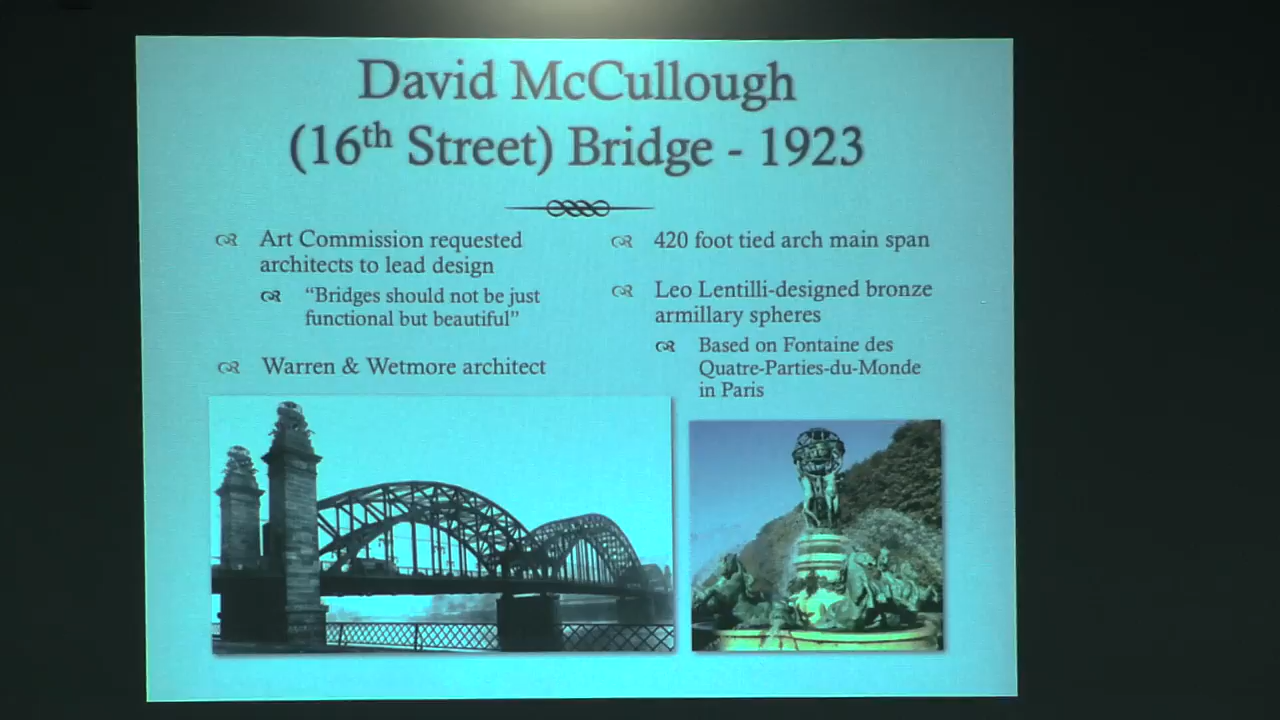 David McCullough
(16th Street) Bridge - 1923
Art Commission requested
architects to lead design
“Bridges should not be just
functional but beautiful”
Warren & Wetmore architect
420 foot tied arch main span
Leo Lentilli-designed bronze
armillary spheres
Based on Fontaine des
Quatre-Parties-du-Monde
in Paris